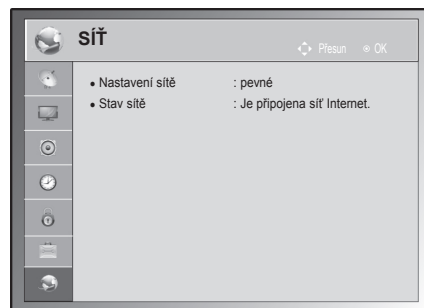 SÍŤ
Přesun
OK
• Nastavení sítě : pevné
• Stav sítě : Je připojena síť Internet.